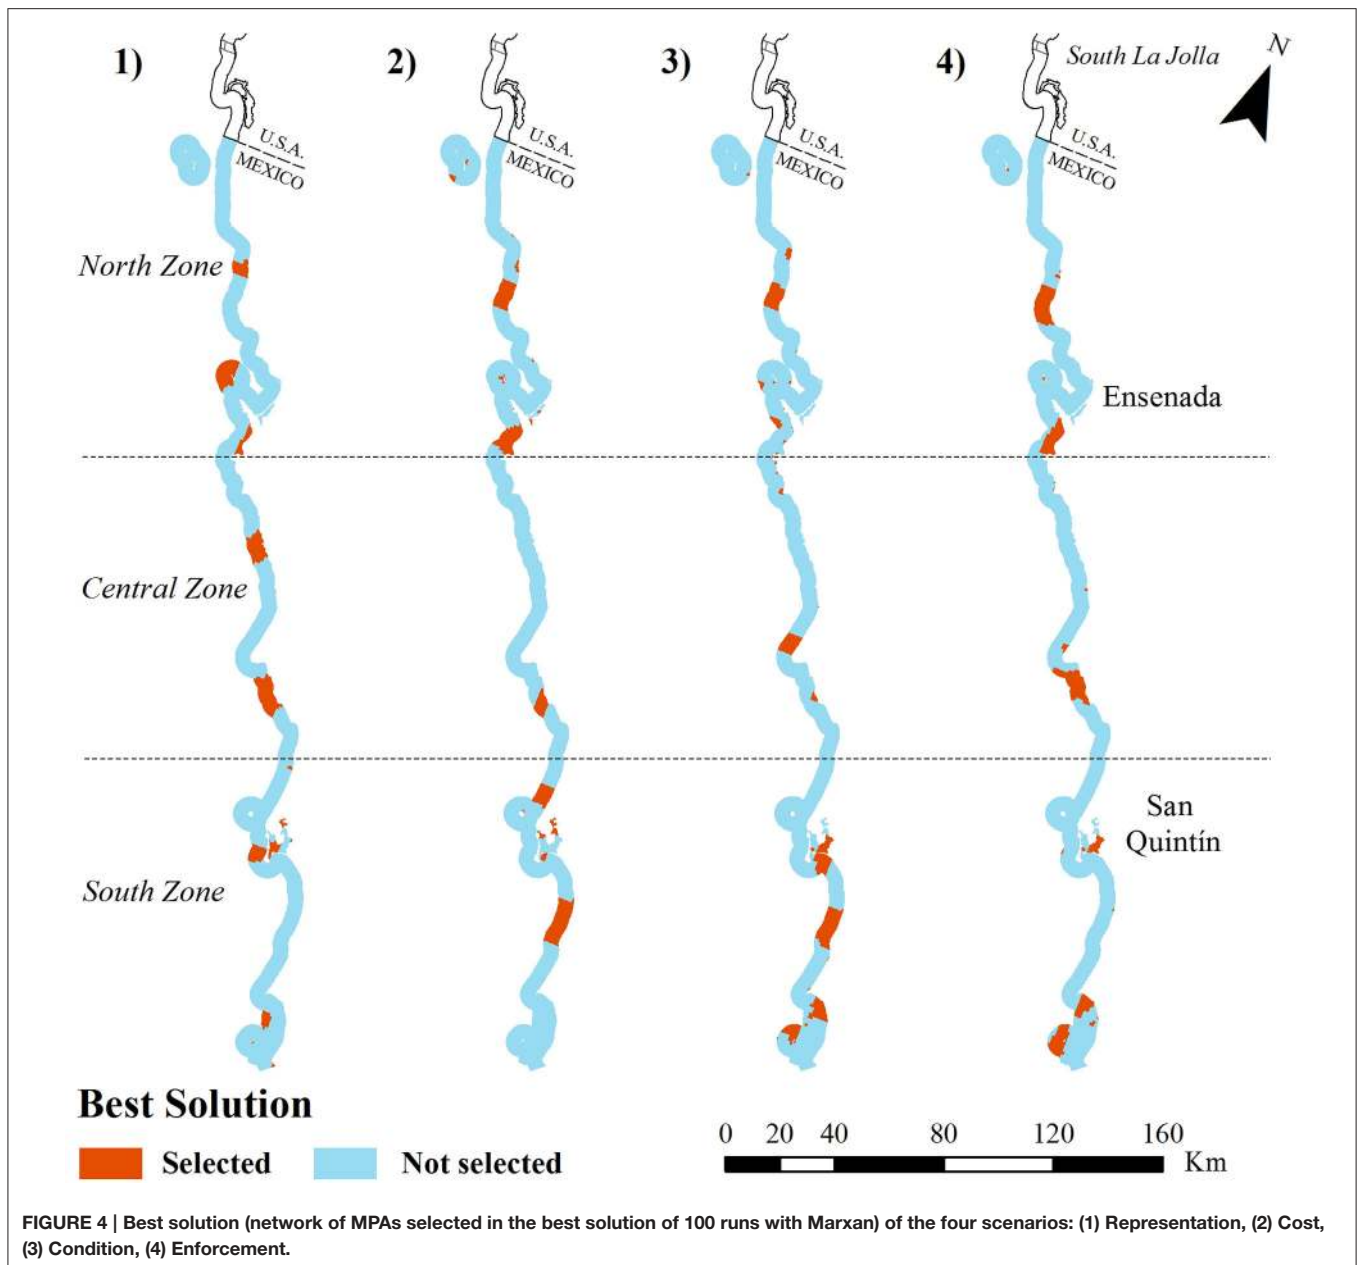 1)
2)
3)
4)
South La Jolla
N
U.S.A.
MEXICO
U.S.A.
MEXICO
U.S.A.
MEXICO
U.S.A.
MEXICO
North Zone
Ensenada
Central Zone
San
Quintín
South Zone
Best Solution
Selected
Not selected
0 20 40 80 120 160
Km
FIGURE 4 | Best solution (network of MPAs selected in the best solution of 100 runs with Marxan) of the four scenarios: (1) Representation, (2) Cost,
(3) Condition, (4) Enforcement.